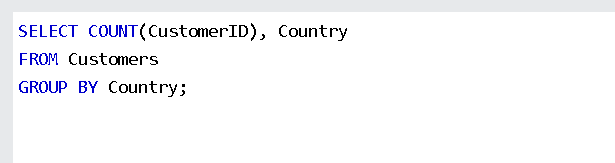 SELECT COUNT(CustomerID), Country
FROM Customers
GROUP BY Country;